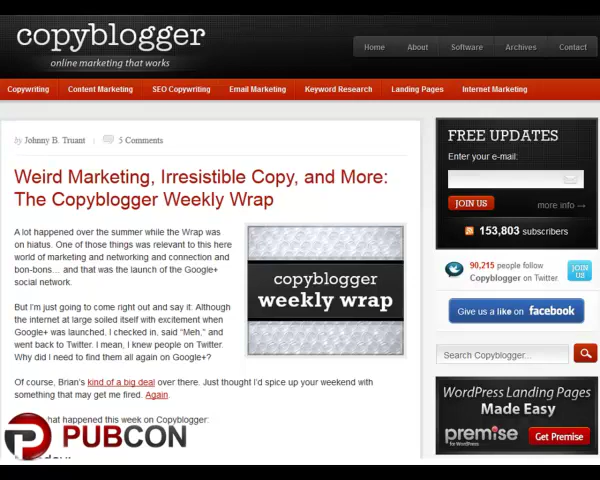 copyblogger
online marketing that works
Home About Software Archives Contact
Copywriting Content Marketing SEO Copywriting Email Marketing Keyword Research Landing Pages Internet Marketing
by Johnny B. Truant | 5 Comments
Weird Marketing, Irresistible Copy, and More:
The Copyblogger Weekly Wrap
A lot happened over the summer while the Wrap was
on hiatus. One of those things was relevant to this here
world of marketing and networking and connection and
bon-bons… and that was the launch of the Google+
social network.
copyblogger
weekly wrap
But I'm just going to come right out and say it: Although
the internet at large soiled itself with excitement when
Google+ was launched, I checked in, said "Meh," and
went back to Twitter. I mean, I knew people on Twitter.
Why did I need to find them all again on Google+?
Of course, Brian's kind of a big deal over there. Just thought I'd spice up your weekend with
something that may get me fired. Again.
hat happened this week on Copyblogger:
PUBCON
FREE UPDATES
Enter your e-mail:
JOIN US more info →
153,803 subscribers
90,215 people follow
Copyblogger on Twitter
JOIN
US
Give us a like on facebook
Search Copyblogger...
WordPress Landing Pages
Made Easy
premise
for WordPress
Get Premise